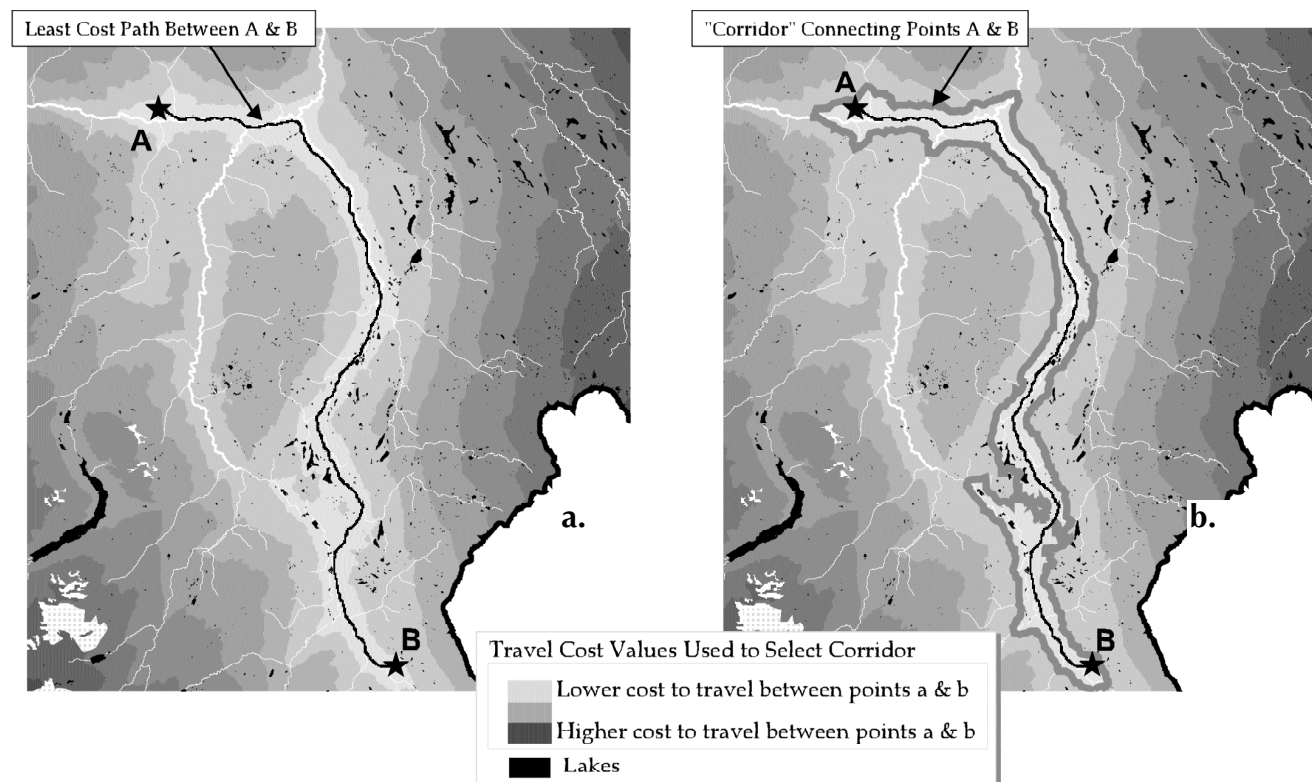 Least Cost Path Between A & B
"Corridor" Connecting Points A & B
A
A
a.
b.
B
B
Travel Cost Values Used to Select Corridor
Lower cost to travel between points a & b
Higher cost to travel between points a & b
Lakes